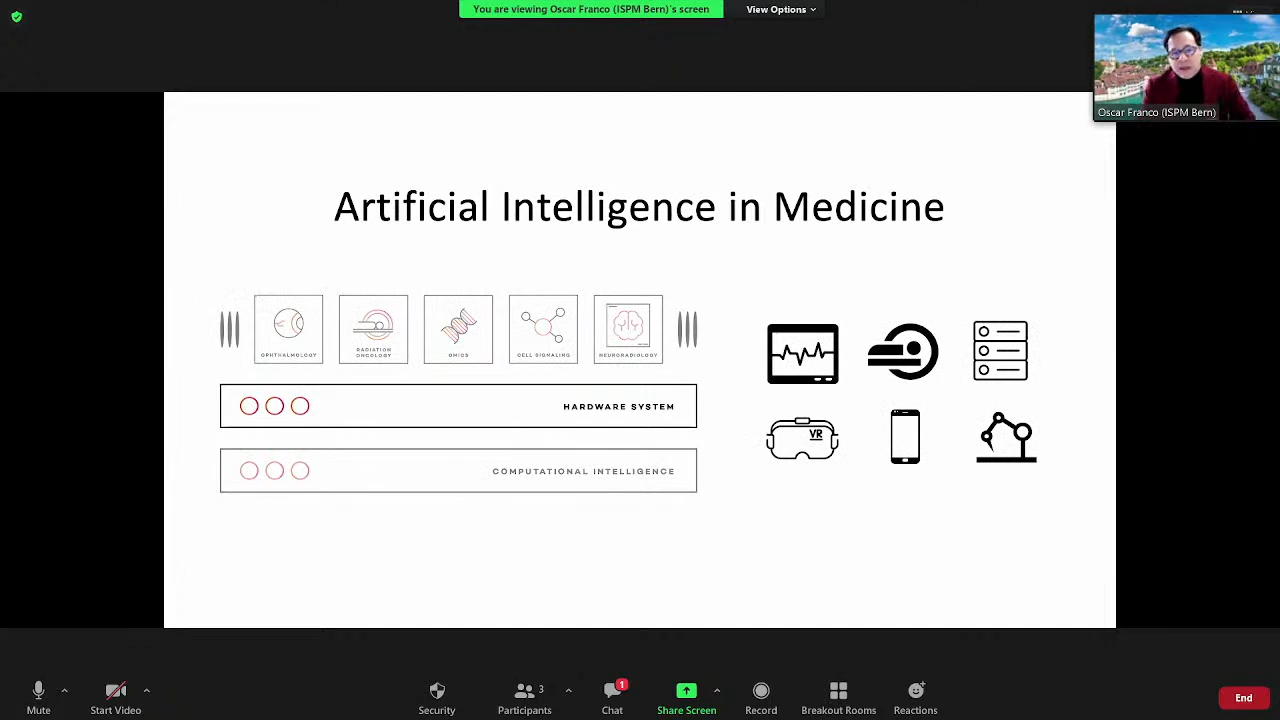 You are viewing Oscar Franco (ISPM Bern)'s screen
View Options
Oscar Franco (ISPM Bern)
Artificial Intelligence in Medicine
OPHTHALMOLOGY
RADIATION
ONCOLOGY
OMICS
CELL SIGNALING
NEURORADIOLOGY
HARDWARE SYSTEM
COMPUTATIONAL INTELLIGENCE
VR
3
1
Mute
Start Video
Security
Participants
Chat
Share Screen
Record
Breakout Rooms
Reactions
End